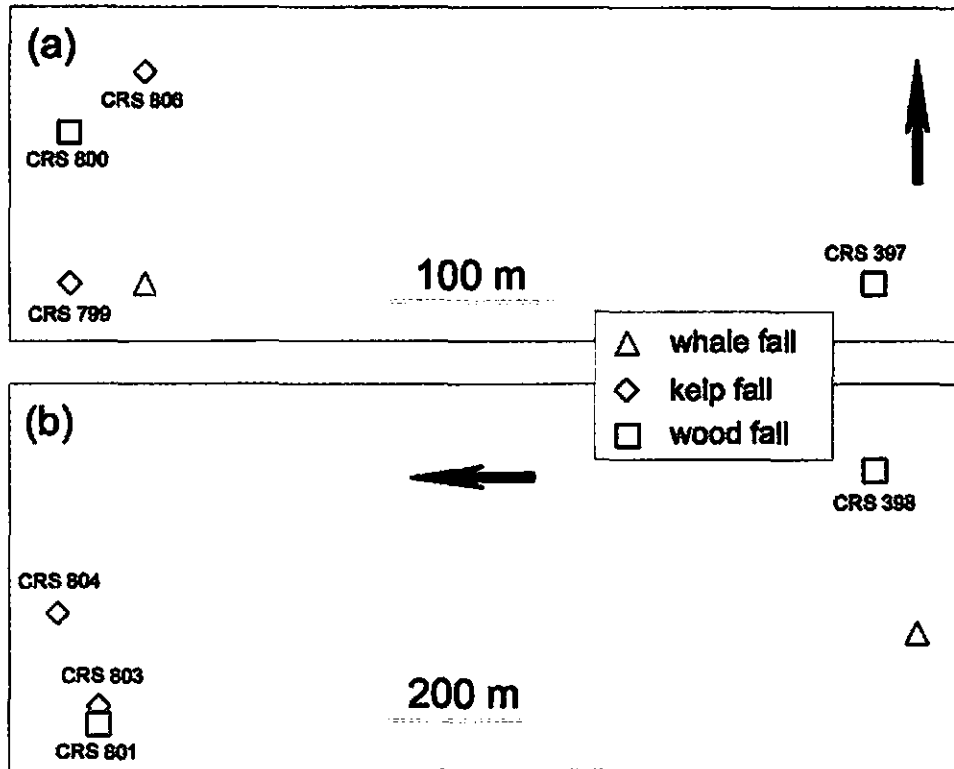 (a)
CRS 806
CRS 800
CRS 799
100 m
CRS 397
whale fall
kelp fall
wood fall
(b)
CRS 398
CRS 804
CRS 803
200 m
CRS 801